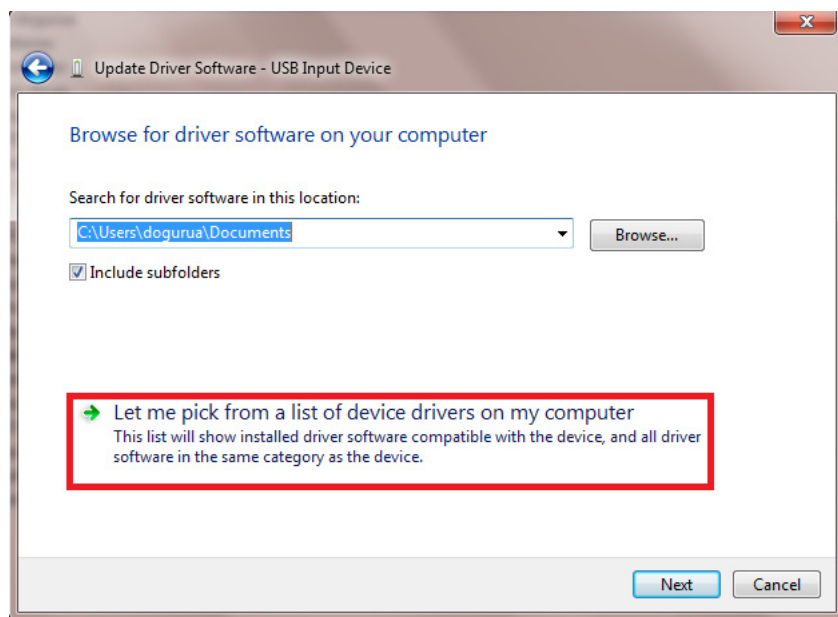 Update Driver Software - USB Input Device
Browse for driver software on your computer
Search for driver software in this location:
C:\Users\dogurua\Documents
Browse...
Include subfolders
Let me pick from a list of device drivers on my computer
This list will show installed driver software compatible with the device, and all driver
software in the same category as the device.
Next
Cancel